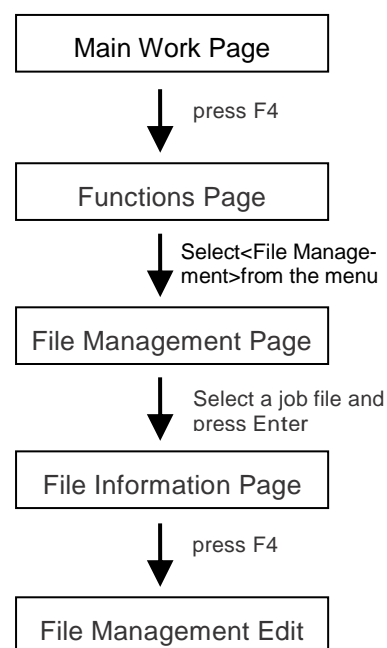 Main Work Page
press F4
Functions Page
Select<File Manage-
ment>from the menu
File Management Page
Select a job file and
press Enter
File Information Page
press F4
File Management Edit